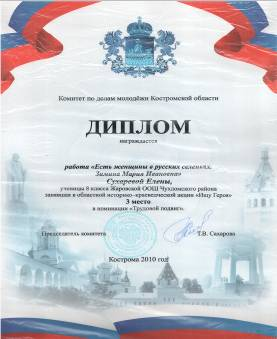 Комитет по делам молодёжи Костромской области
ДИПЛОМ
награждается
работа «Есть женщины в русских селеньях.
Зимина Мария Ивановна»
Сухаревой Елены,
ученицы 8 класса Жаровской ООШ Чухломского района
занявшая в областной историко-краеведческой акции «Ищу Героя»
3 место
в номинации «Трудовой подвиг».
Председатель комитета
Т.В. Сахарова
Кострома 2010 год